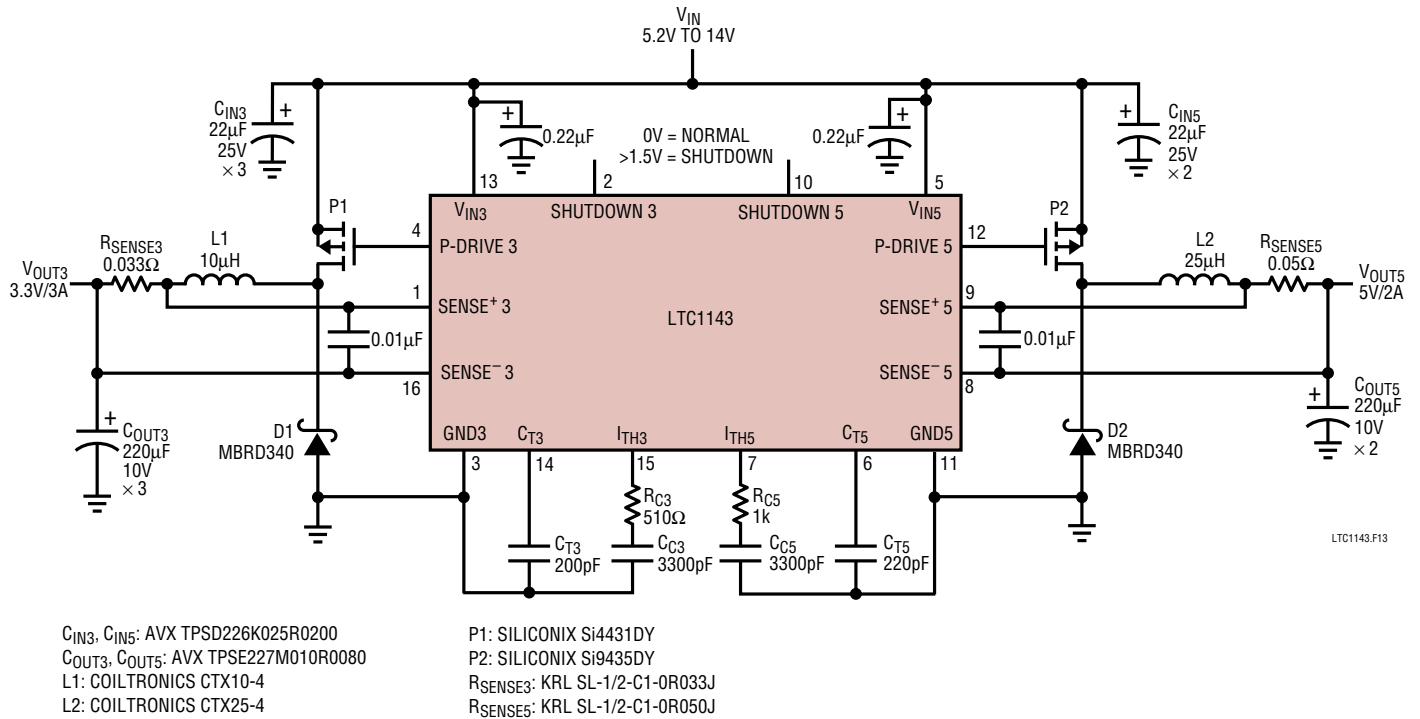 VIN
5.2V TO 14V
CIN3
22µF
25V
× 3
0.22µF
0V = NORMAL
>1.5V = SHUTDOWN
0.22µF
CIN5
22µF
25V
× 2
13
2
10
5
P1
VIN3
SHUTDOWN 3
SHUTDOWN 5
VIN5
P2
4
P-DRIVE 3
P-DRIVE 5
12
VOUT3
3.3V/3A
RSENSE3
0.033Ω
L1
10µH
L2
25µH
RSENSE5
0.05Ω
VOUT5
5V/2A
1
SENSE+ 3
LTC1143
SENSE+ 5
9
0.01µF
0.01µF
16
SENSE– 3
SENSE– 5
8
COUT3
220µF
10V
× 3
D1
MBRD340
GND3
CT3
ITH3
ITH5
CT5
GND5
D2
MBRD340
COUT5
220µF
10V
× 2
3
14
15
7
6
11
RC3
510Ω
RC5
1k
CT3
200pF
CC3
3300pF
CC5
3300pF
CT5
220pF
LTC1143.F13
CIN3, CIN5: AVX TPSD226K025R0200
COUT3, COUT5: AVX TPSE227M010R0080
L1: COILTRONICS CTX10-4
L2: COILTRONICS CTX25-4
P1: SILICONIX Si4431DY
P2: SILICONIX Si9435DY
RSENSE3: KRL SL-1/2-C1-0R033J
RSENSE5: KRL SL-1/2-C1-0R050J